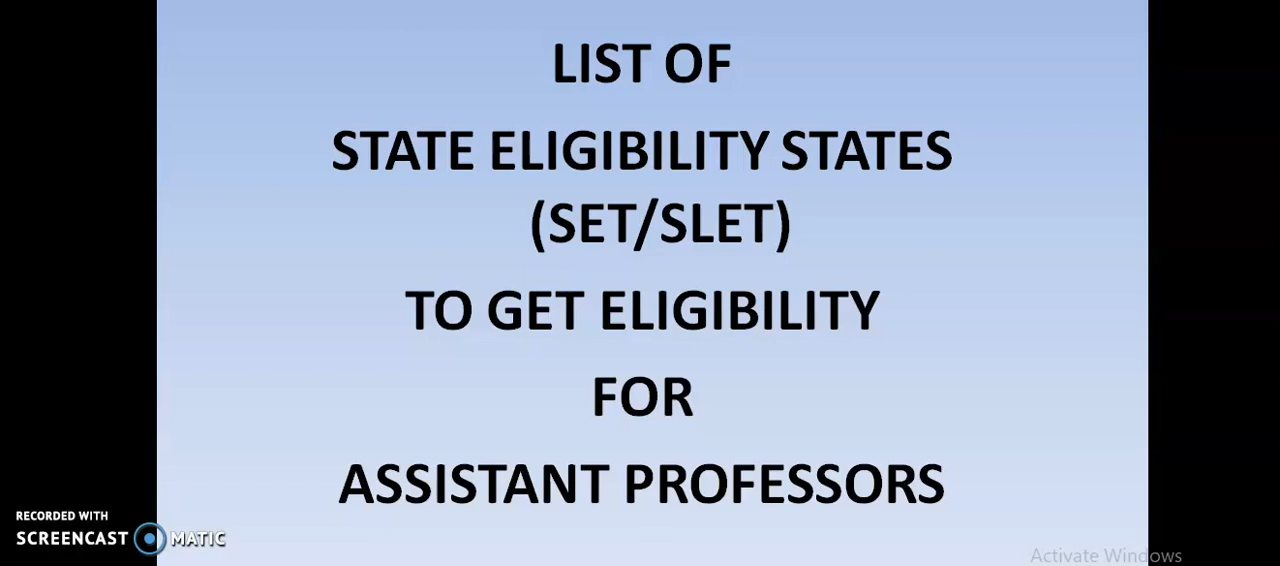 LIST OF
STATE ELIGIBILITY STATES
(SET/SLET)
TO GET ELIGIBILITY
FOR
ASSISTANT PROFESSORS
RECORDED WITH
SCREENCAST MATIC
Activate Windows